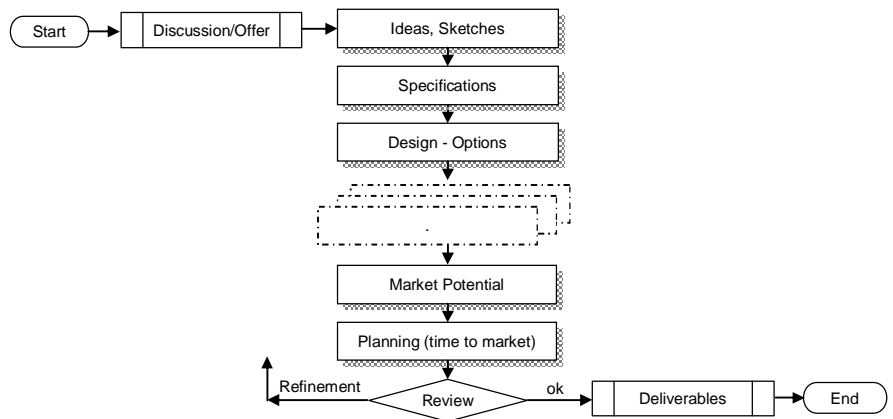 Start
Discussion/Offer
Ideas, Sketches
Specifications
Design - Options
.
Market Potential
Planning (time to market)
Refinement
Review
ok
Deliverables
End